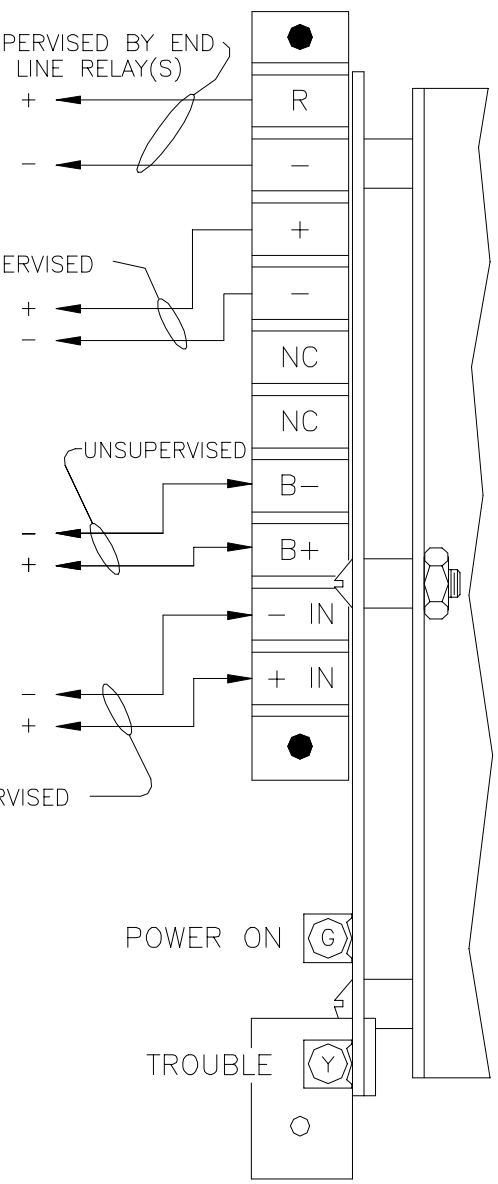 PERVISED BY END
LINE RELAY(S)
+
R
−
−
+
ERVISED
+
−
−
NC
NC
UNSUPERVISED
B−
−
B+
+
− IN
+ IN
−
+
RVISED
POWER ON G
TROUBLE Y